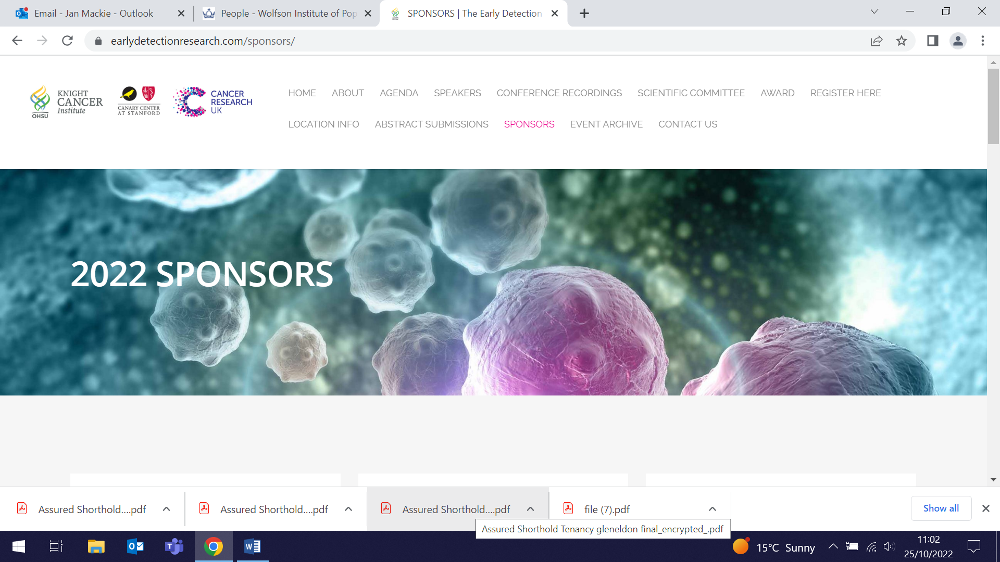 Email - Jan Mackie - Outlook
People - Wolfson Institute of Pop
SPONSORS | The Early Detection
earlydetectionresearch.com/sponsors/
KNIGHT
CANCER
Institute
OHSU
CANARY CENTER
AT STANFORD
CANCER
RESEARCH
UK
HOME ABOUT AGENDA SPEAKERS CONFERENCE RECORDINGS SCIENTIFIC COMMITTEE AWARD REGISTER HERE
LOCATION INFO ABSTRACT SUBMISSIONS SPONSORS EVENT ARCHIVE CONTACT US
2022 SPONSORS
Assured Shorthold....pdf
Assured Shorthold....pdf
Assured Shorthold....pdf
file (7).pdf
Show all
Assured Shorthold Tenancy gleneldon final_encrypted_.pdf
15°C Sunny
11:02
25/10/2022